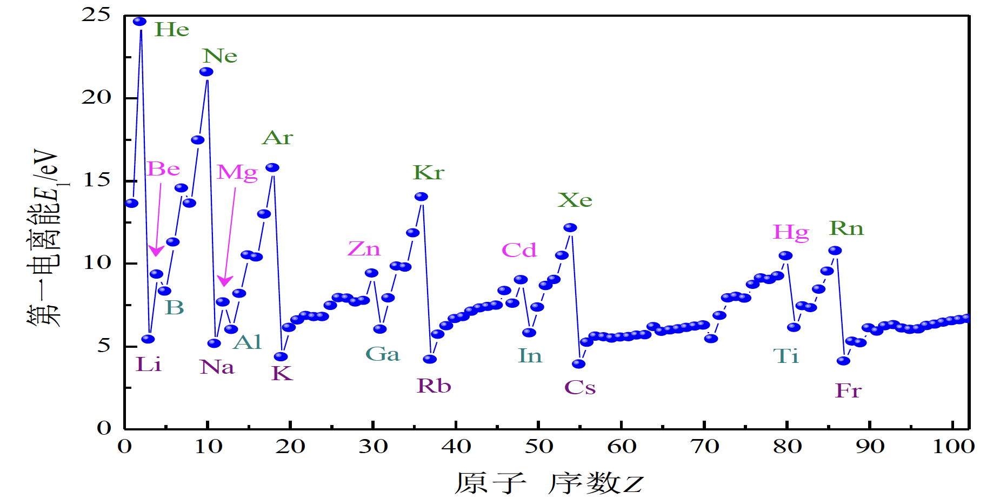 25
20
15
10
5
0
第一电离能E1/eV
He
Ne
Ar
Be
Mg
Kr
Xe
Hg
Rn
Zn
Cd
B
Al
Ga
In
Ti
Li
Na
K
Rb
Cs
Fr
0 10 20 30 40 50 60 70 80 90 100
原子 序数Z